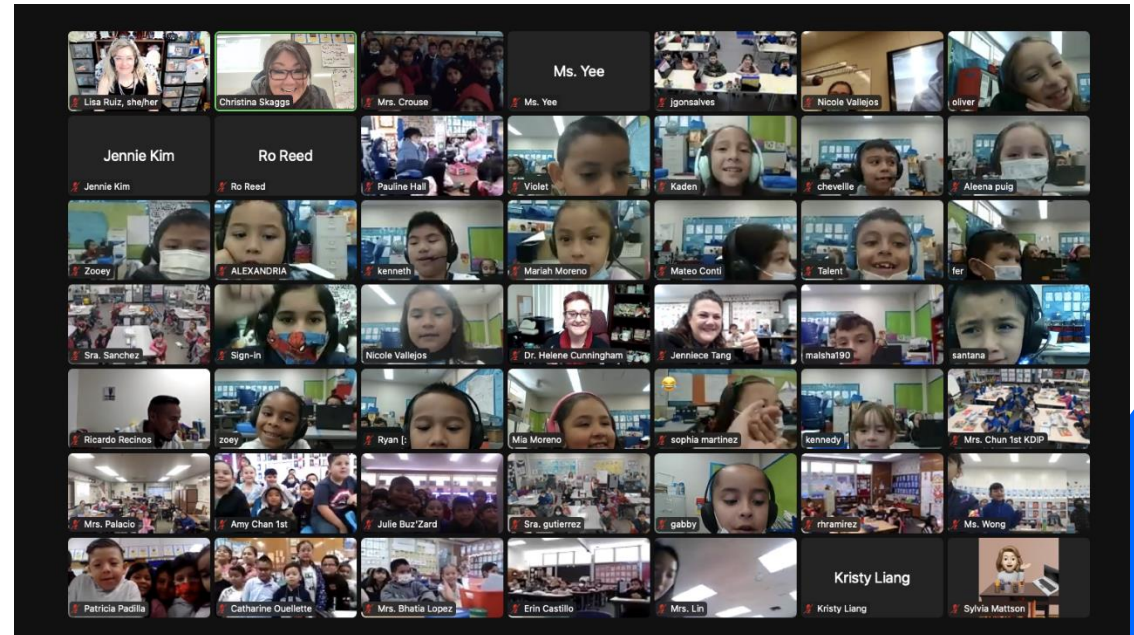 Lisa Ruiz, she/her
Christina Skaggs
Mrs. Crouse
Ms. Yee
Ms. Yee
jgonsalves
Nicole Vallejos
oliver
Jennie Kim
Jennie Kim
Ro Reed
Ro Reed
Pauline Hall
Violet
Kaden
chevellle
Aleena puig
Zooey
ALEXANDRIA
kenneth
Mariah Moreno
Mateo Conti
Talent
fer
Sra. Sanchez
Sign-in
Nicole Vallejos
Dr. Helene Cunningham
Jenniece Tang
malsha190
santana
Ricardo Recinos
zoey
Ryan [:
Mia Moreno
sophia martinez
kennedy
Mrs. Chun 1st KDIP
Mrs. Palacio
Amy Chan 1st
Julie Buz'Zard
Sra. gutierrez
gabby
rhramirez
Ms. Wong
Patricia Padilla
Catharine Ouellette
Mrs. Bhatia Lopez
Erin Castillo
Mrs. Lin
Kristy Liang
Kristy Liang
Sylvia Mattson